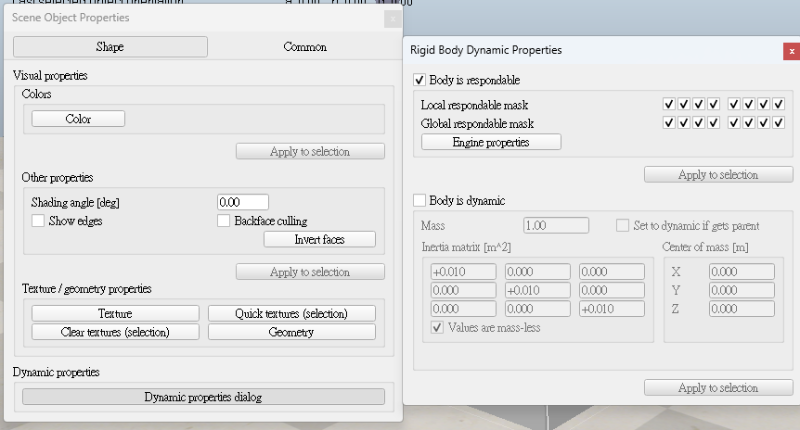 Last selected object orientation
Scene Object Properties
Shape
Common
Visual properties
Colors
Color
Apply to selection
Other properties
Shading angle [deg]
0.00
Show edges
Backface culling
Invert faces
Apply to selection
Texture / geometry properties
Texture
Quick textures (selection)
Clear textures (selection)
Geometry
Dynamic properties
Dynamic properties dialog
Rigid Body Dynamic Properties
x
Body is respondable
Local respondable mask
Global respondable mask
Engine properties
Apply to selection
Body is dynamic
Mass
1.00
Set to dynamic if gets parent
Inertia matrix [m^2]
+0.010 0.000 0.000
0.000 +0.010 0.000
0.000 0.000 +0.010
Values are mass-less
Center of mass [m]
X 0.000
Y 0.000
Z 0.000
Apply to selection